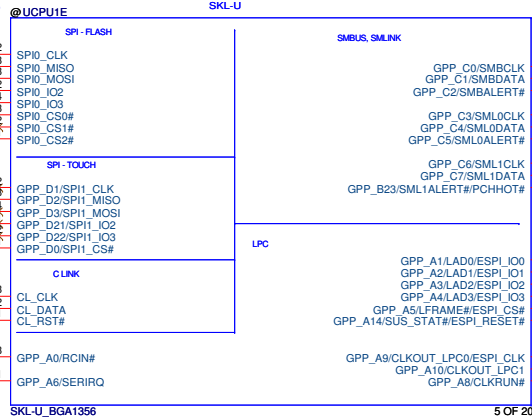 SKL-U
@UCPU1E
SPI - FLASH
SPI0_CLK
SPI0_MISO
SPI0_MOSI
SPI0_IO2
SPI0_IO3
SPI0_CS0#
SPI0_CS1#
SPI0_CS2#
SPI - TOUCH
GPP_D1/SPI1_CLK
GPP_D2/SPI1_MISO
GPP_D3/SPI1_MOSI
GPP_D21/SPI1_IO2
GPP_D22/SPI1_IO3
GPP_D0/SPI1_CS#
C LINK
CL_CLK
CL_DATA
CL_RST#
GPP_A0/RCIN#
GPP_A6/SERIRQ
SMBUS, SMLINK
GPP_C0/SMBCLK
GPP_C1/SMBDATA
GPP_C2/SMBALERT#
GPP_C3/SML0CLK
GPP_C4/SML0DATA
GPP_C5/SML0ALERT#
GPP_C6/SML1CLK
GPP_C7/SML1DATA
GPP_B23/SML1ALERT#/PCHHOT#
LPC
GPP_A1/LAD0/ESPI_IO0
GPP_A2/LAD1/ESPI_IO1
GPP_A3/LAD2/ESPI_IO2
GPP_A4/LAD3/ESPI_IO3
GPP_A5/LFRAME#/ESPI_CS#
GPP_A14/SUS_STAT#/ESPI_RESET#
GPP_A9/CLKOUT_LPC0/ESPI_CLK
GPP_A10/CLKOUT_LPC1
GPP_A8/CLKRUN#
SKL-U_BGA1356
5 OF 20